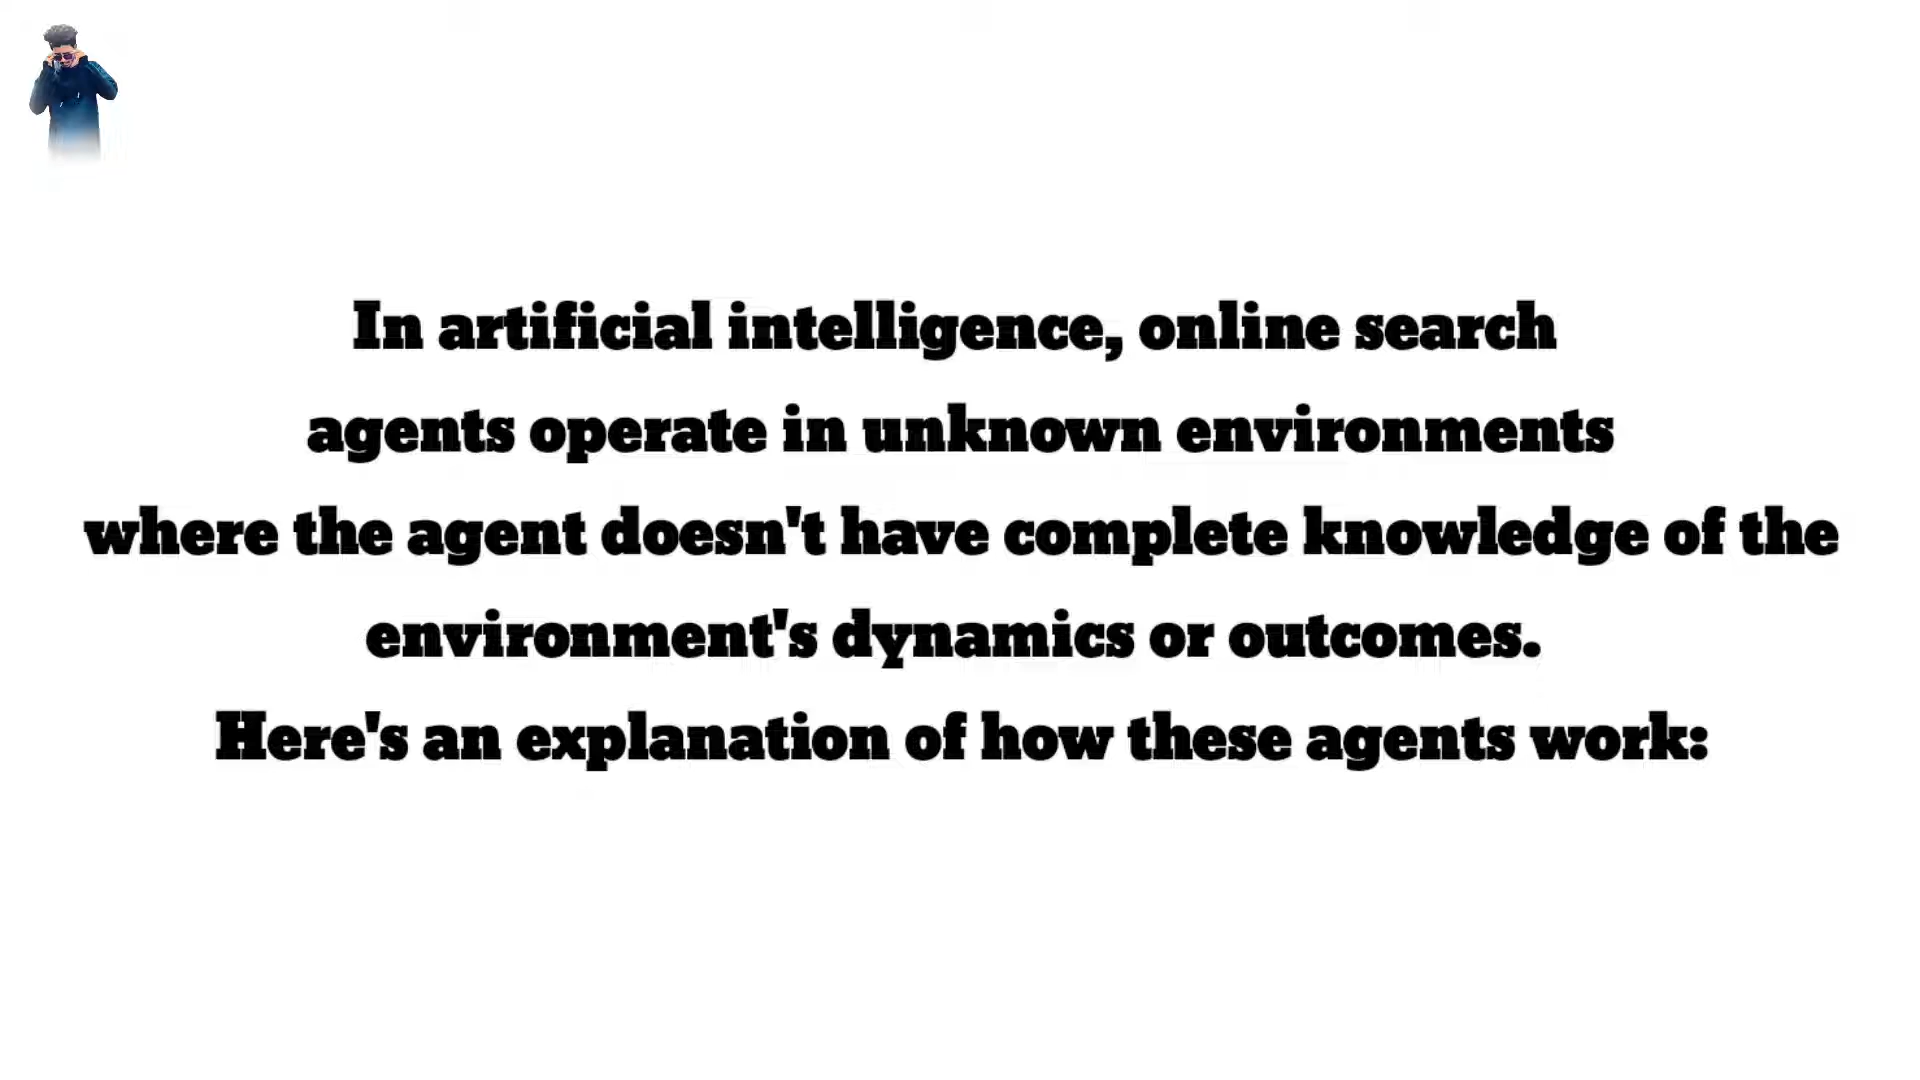 In artificial intelligence, online search
agents operate in unknown environments
where the agent doesn't have complete knowledge of the
environment's dynamics or outcomes.
Here's an explanation of how these agents work: